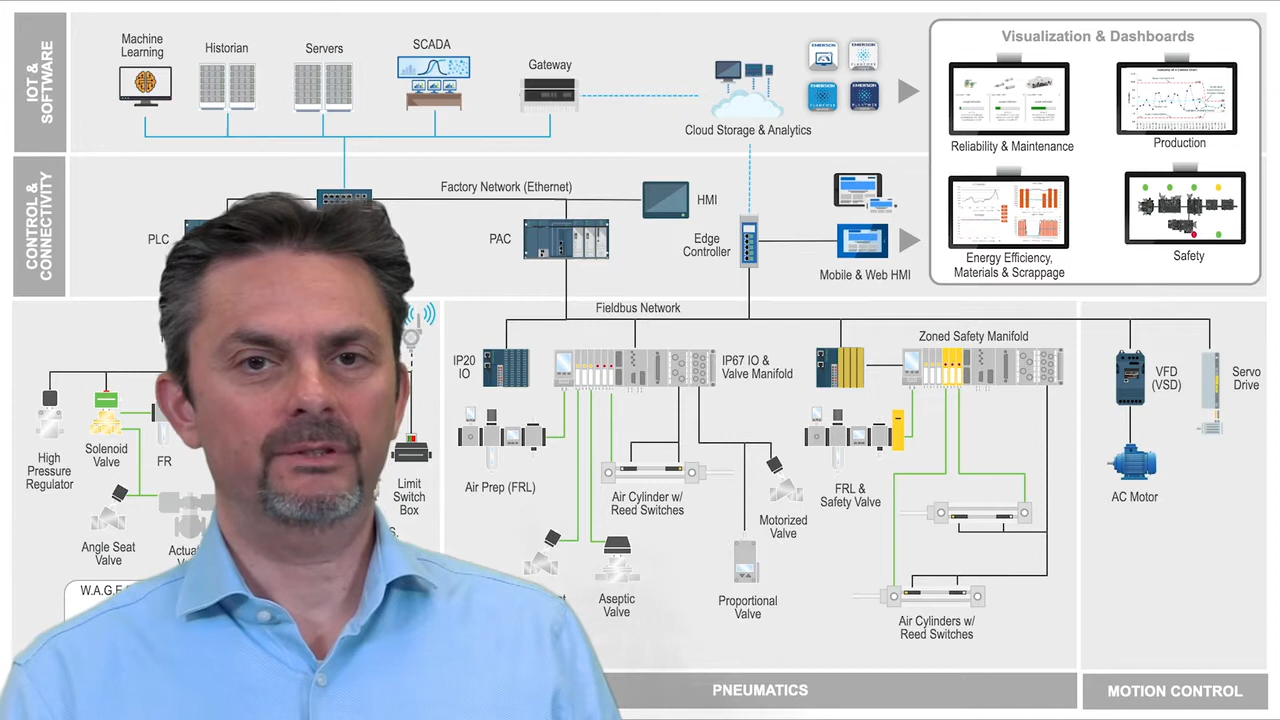 IOT &
SOFTWARE
Machine
Learning
Historian
Servers
SCADA
Gateway
Cloud Storage & Analytics
EMERSON
EMERSON
EMERSON
EMERSON
Visualization & Dashboards
Reliability & Maintenance
Production
Energy Efficiency,
Materials & Scrappage
Safety
CONTROL &
CONNECTIVITY
PLC
Factory Network (Ethernet)
PAC
HMI
Edge
Controller
Mobile & Web HMI
Fieldbus Network
High
Pressure
Regulator
Solenoid
Valve
FR
Limit
Switch
Box
Angle Seat
Valve
W.A.G.E
IP20
IO
IP67 IO &
Valve Manifold
Air Prep (FRL)
Air Cylinder w/
Reed Switches
Motorized
Valve
Aseptic
Valve
Proportional
Valve
Zoned Safety Manifold
FRL &
Safety Valve
Air Cylinders w/
Reed Switches
VFD
(VSD)
Servo
Drive
AC Motor
PNEUMATICS
MOTION CONTROL